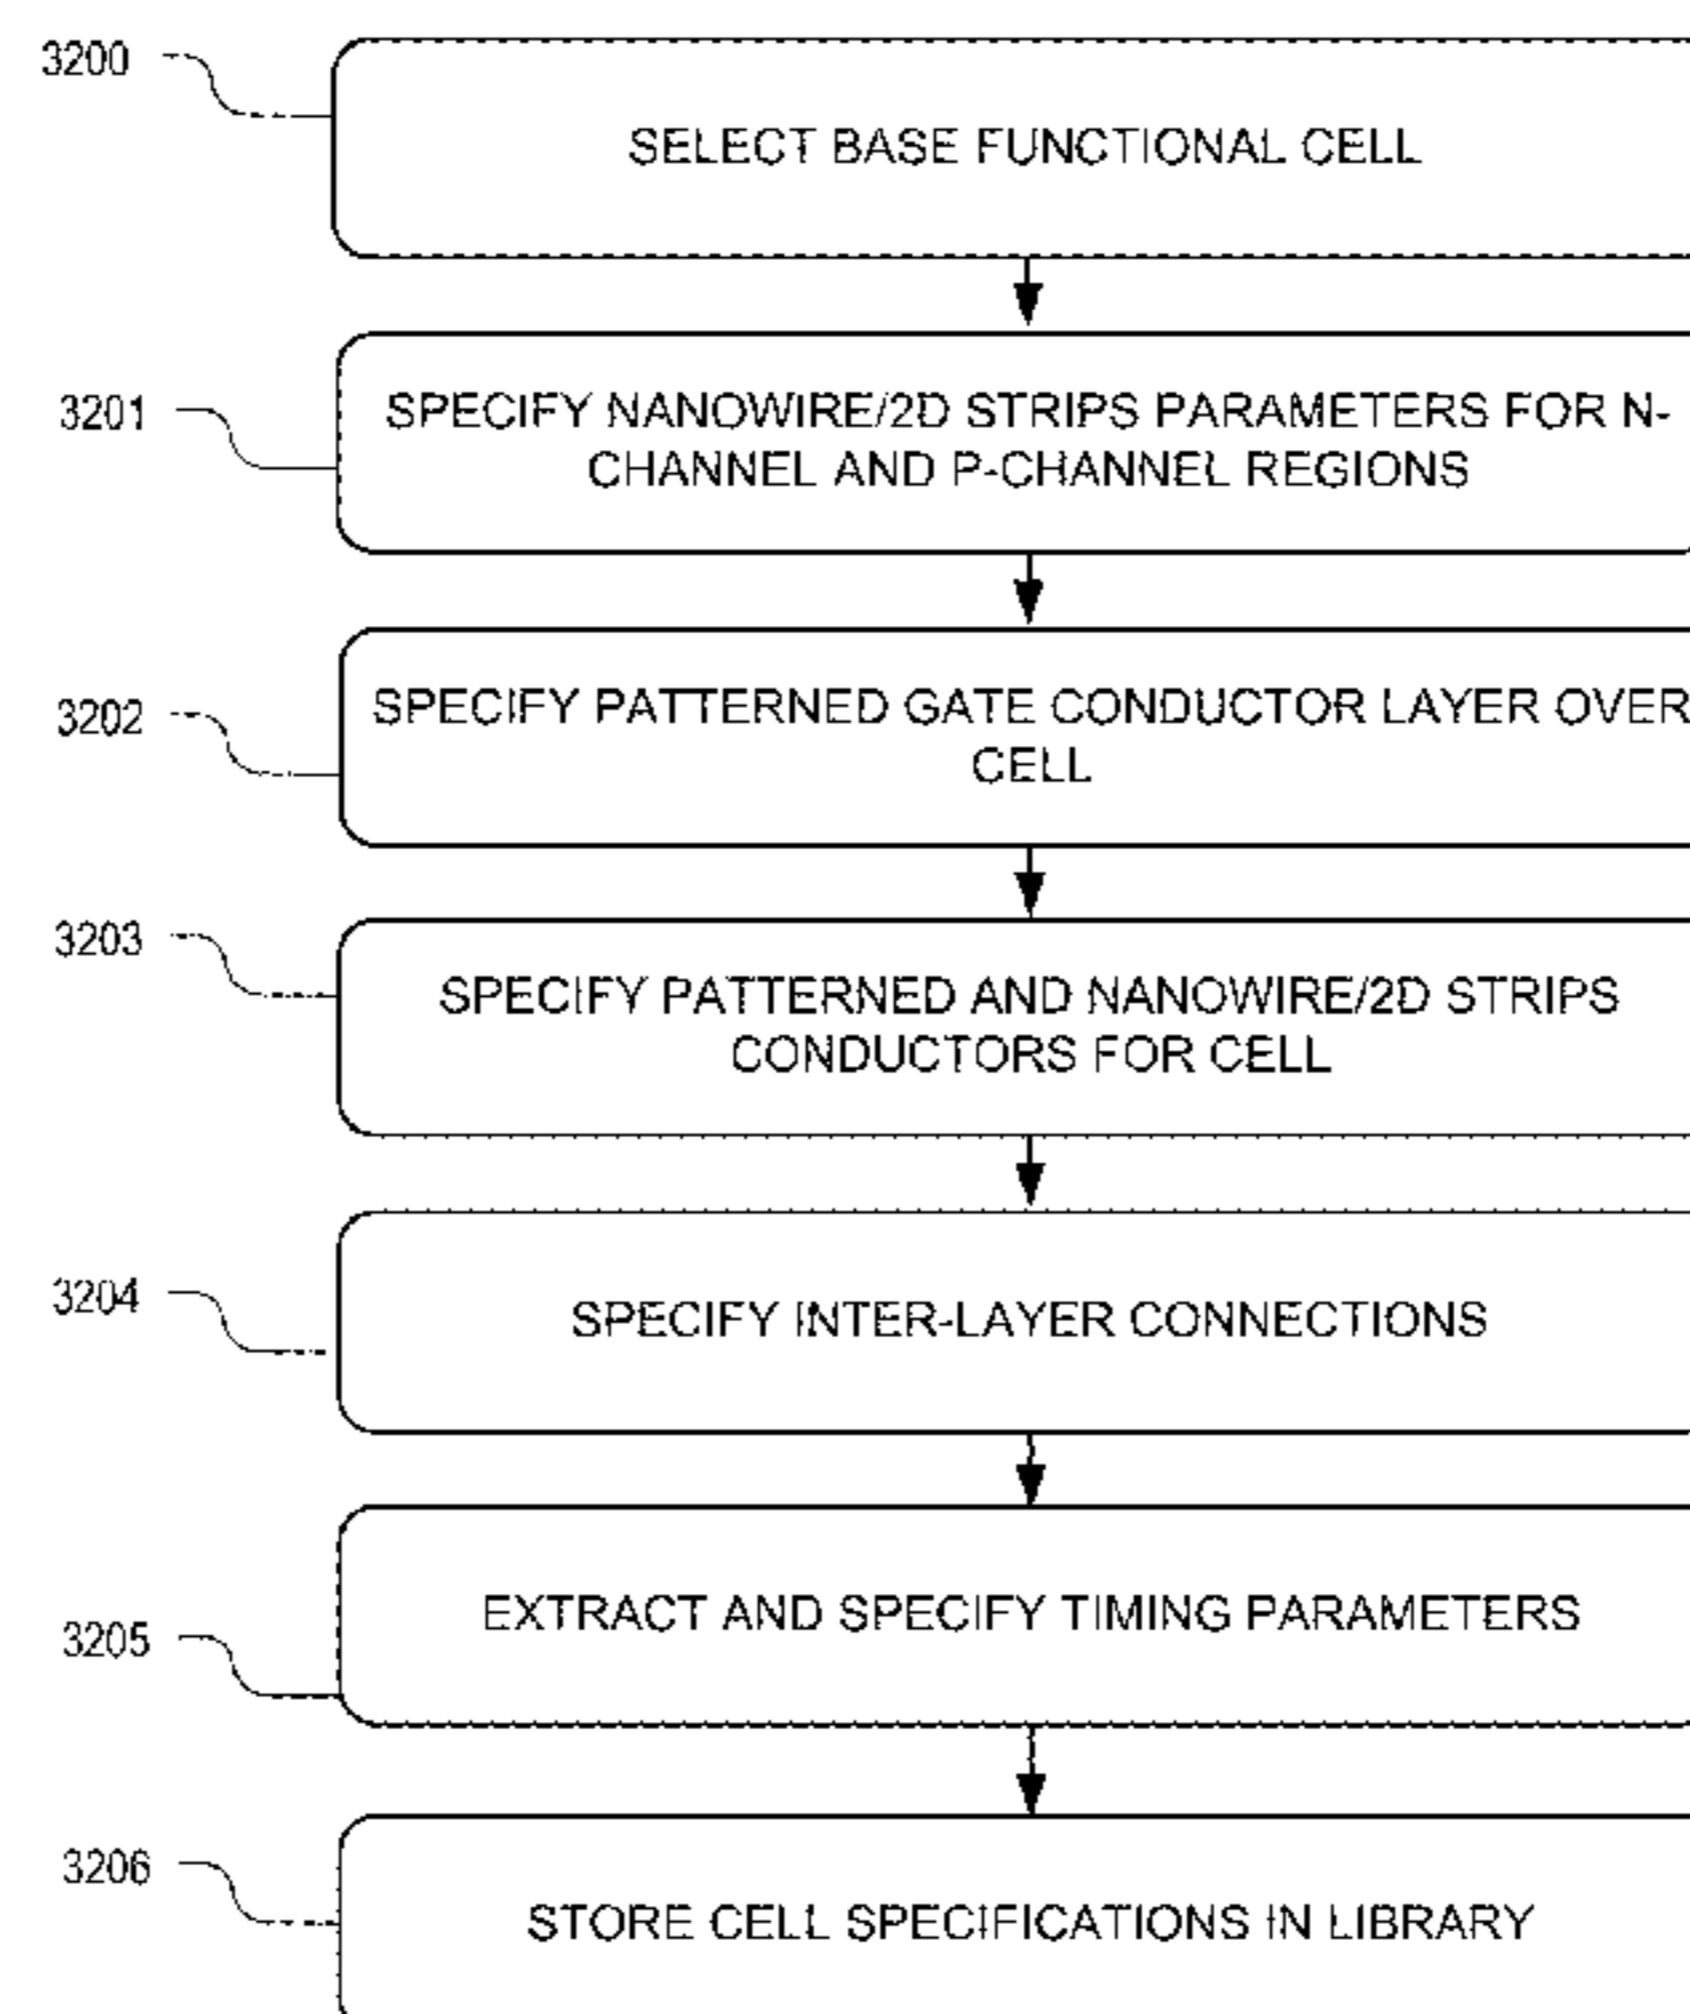 3200
SELECT BASE FUNCTIONAL CELL
3201
SPECIFY NANOWIRE/2D STRIPS PARAMETERS FOR N-
CHANNEL AND P-CHANNEL REGIONS
3202
SPECIFY PATTERNED GATE CONDUCTOR LAYER OVER
CELL
3203
SPECIFY PATTERNED AND NANOWIRE/2D STRIPS
CONDUCTORS FOR CELL
3204
SPECIFY INTER-LAYER CONNECTIONS
3205
EXTRACT AND SPECIFY TIMING PARAMETERS
3206
STORE CELL SPECIFICATIONS IN LIBRARY